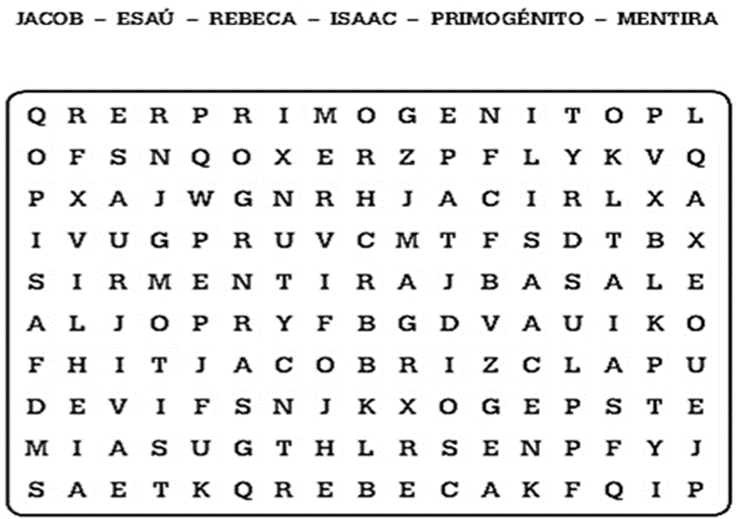 JACOB – ESAÚ – REBECA – ISAAC – PRIMOGÉNITO – MENTIRA
Q R E R P R I M O G E N I T O P L
O F S N Q O X E R Z P F L Y K V Q
P X A J W G N R H J A C I R L X A
I V U G P R U V C M T F S D T B X
S I R M E N T I R A J B A S A L E
A L J O P R Y F B G D V A U I K O
F H I T J A C O B R I Z C L A P U
D E V I F S N J K X O G E P S T E
M I A S U G T H L R S E N P F Y J
S A E T K Q R E B E C A K F Q I P